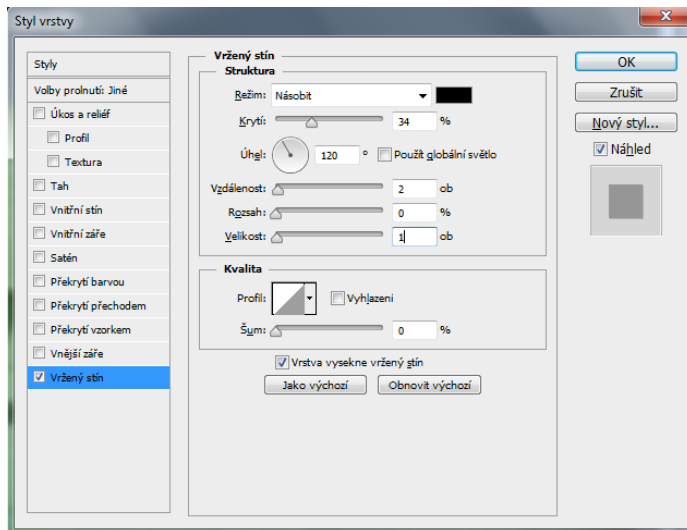 Styl vrstvy
Styly
Volby prolnutí: Jiné
Úkos a reliéf
Profil
Textura
Tah
Vnitřní stín
Vnitřní záře
Satén
Překrytí barvou
Překrytí přechodem
Překrytí vzorkem
Vnější záře
Vržený stín
Vržený stín
Struktura
Režim: Násobit
Krytí: 34 %
Úhel: 120 ° Použít globální světlo
Vzdálenost: 2 ob
Rozsah: 0 %
Velikost: 1 ob
Kvalita
Profil: Vyhlazení
Šum: 0 %
Vrstva vysekne vržený stín
Jako výchozí Obnovit výchozí
OK
Zrušit
Nový styl...
Náhled